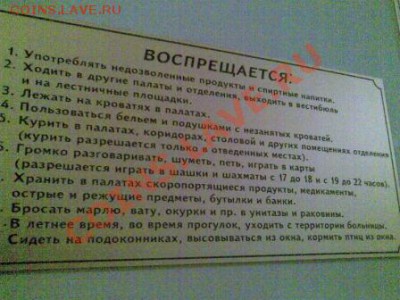 COINS.LAVE.RU
ВОСПРЕЩАЕТСЯ:
1. Употреблять недозволенные продукты и спиртные напитки.
2. Ходить в другие палаты и отделения, выходить в вестибюль
и на лестничные площадки.
3. Лежать на кроватях в палатах.
4. Пользоваться бельем и подушками с незанятых кроватей.
5. Курить в палатах, коридорах, столовой и других помещениях отделения
(курить разрешается только в отведенных местах).
6. Громко разговаривать, шуметь, петь, играть в карты
(разрешается играть в шашки и шахматы с 17 до 18 и с 19 до 22 часов).
. Хранить в палатах скоропортящиеся продукты, медикаменты,
острые и режущие предметы, бутылки и банки.
. Бросать марлю, вату, окурки и пр. в унитазы и раковины.
. В летнее время, во время прогулок, уходить с территории больницы.
Сидеть на подоконниках, высовываться из окна, кормить птиц из окна.